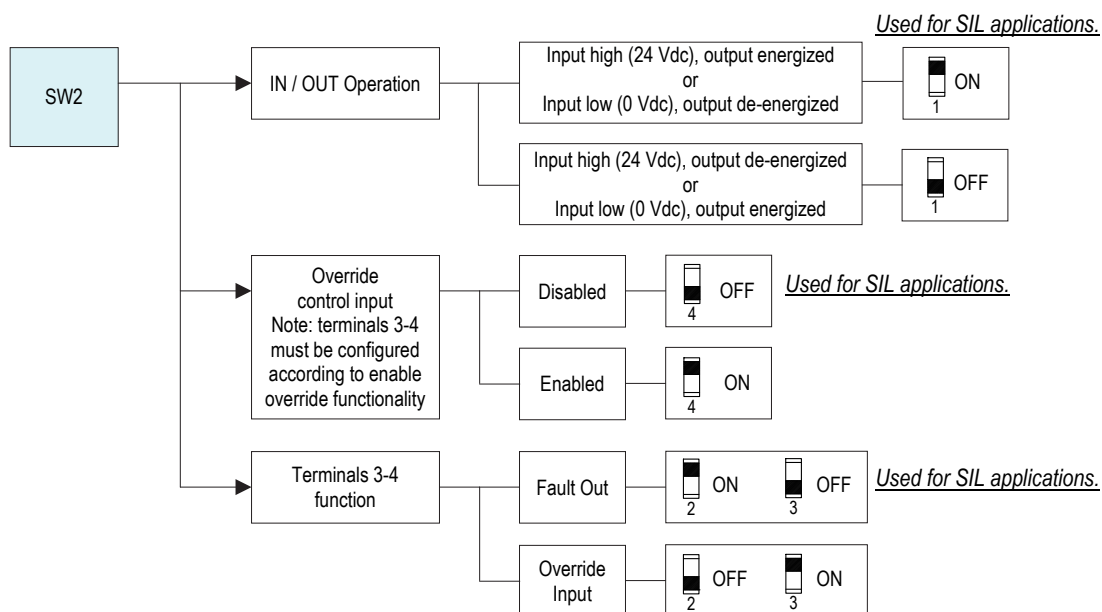 Used for SIL applications.
SW2
IN / OUT Operation
Input high (24 Vdc), output energized
or
Input low (0 Vdc), output de-energized
ON
1
Input high (24 Vdc), output de-energized
or
Input low (0 Vdc), output energized
OFF
1
Override
control input
Note: terminals 3-4
must be configured
according to enable
override functionality
Disabled
OFF
4
Used for SIL applications.
Enabled
ON
4
Terminals 3-4
function
Fault Out
ON
2
OFF
3
Used for SIL applications.
Override
Input
OFF
2
ON
3